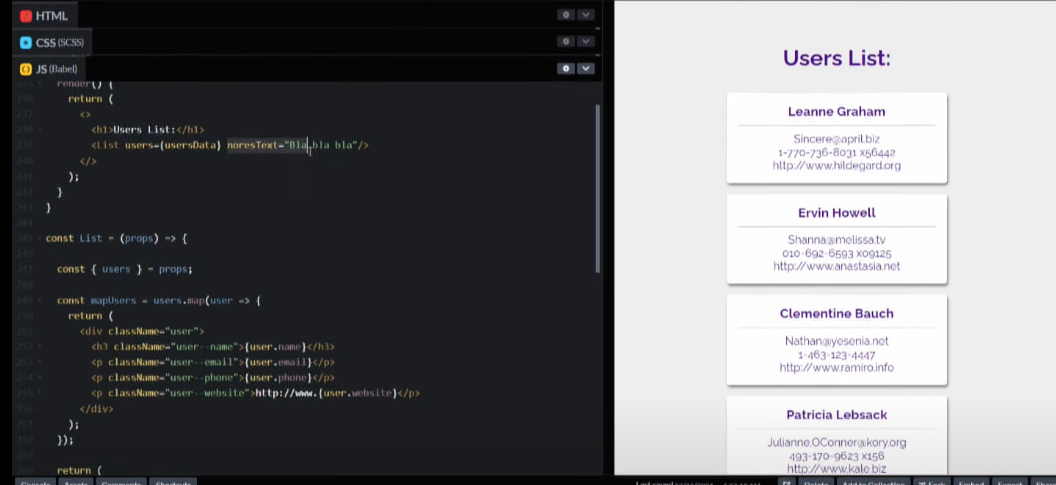 HTML
CSS (SCSS)
JS (Babel)
render() {
236 return (
237 <>
238 <h1>Users List:</h1>
239 <List users={usersData} noresText="Bla bla bla"/>
240 </>
241 );
242 }
243 }
244
245 const List = (props) => {
246
247 const { users } = props;
248
249 const mapUsers = users.map(user => {
250 return (
251 <div className="user">
252 <h3 className="user--name">{user.name}</h3>
253 <p className="user--email">{user.email}</p>
254 <p className="user--phone">{user.phone}</p>
255 <p className="user--website">http://www.{user.website}</p>
256 </div>
257 );
258 });
259
260 return (
Console Assets Comments Shortcuts
Last saved
Delete Add to Collection Fork Embed Export Share
Users List:
Leanne Graham
Sincere@april.biz
1-770-736-8031 x56442
http://www.hildegard.org
Ervin Howell
Shanna@melissa.tv
010-692-6593 x09125
http://www.anastasia.net
Clementine Bauch
Nathan@yesenia.net
1-463-123-4447
http://www.ramiro.info
Patricia Lebsack
Julianne.OConner@kory.org
493-170-9623 x156
http://www.kale.biz